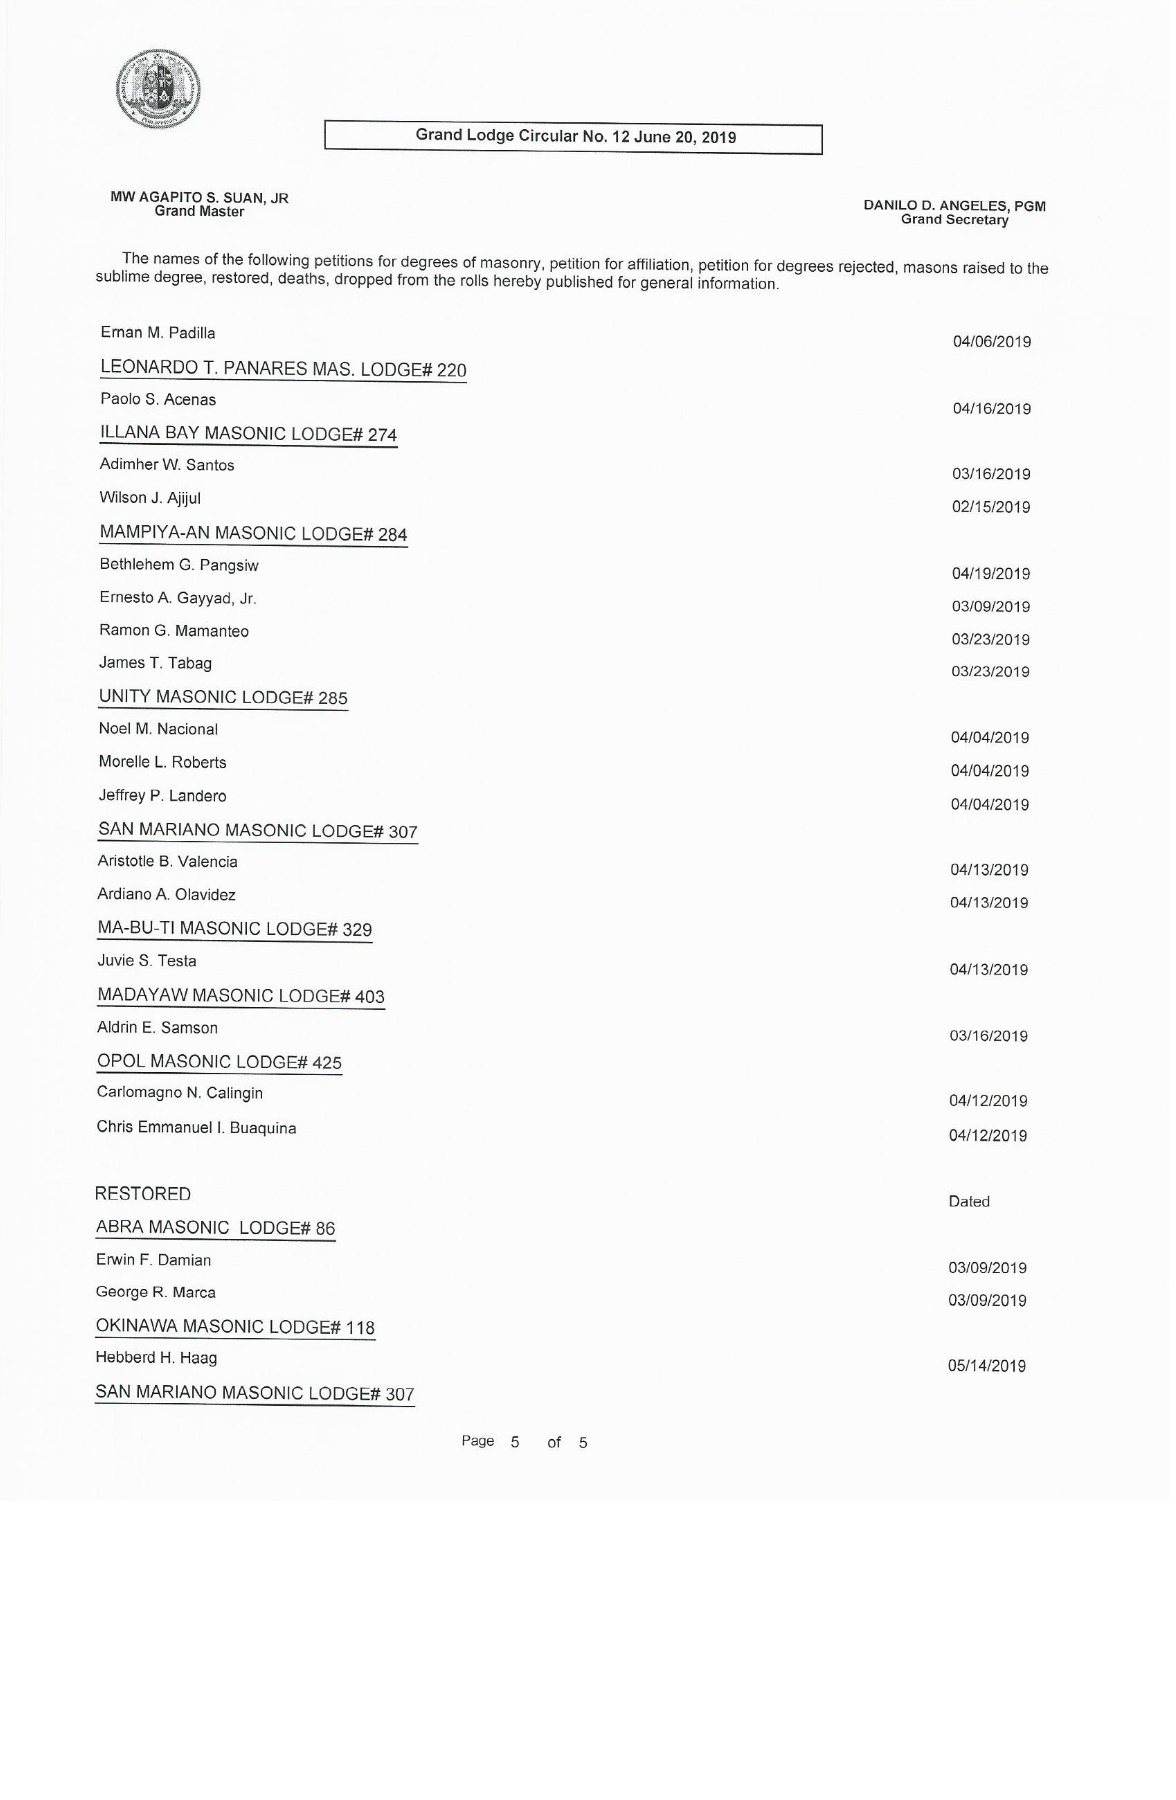 Grand Lodge Circular No. 12 June 20, 2019
MW AGAPITO S. SUAN, JR
Grand Master
DANILO D. ANGELES, PGM
Grand Secretary
The names of the following petitions for degrees of masonry, petition for affiliation, petition for degrees rejected, masons raised to the
sublime degree, restored, deaths, dropped from the rolls hereby published for general information.
Ernan M. Padilla 04/06/2019
LEONARDO T. PANARES MAS. LODGE# 220
Paolo S. Acenas 04/16/2019
ILLANA BAY MASONIC LODGE# 274
Adimher W. Santos 03/16/2019
Wilson J. Ajijul 02/15/2019
MAMPIYA-AN MASONIC LODGE# 284
Bethlehem G. Pangsiw 04/19/2019
Ernesto A. Gayyad, Jr. 03/09/2019
Ramon G. Mamanteo 03/23/2019
James T. Tabag 03/23/2019
UNITY MASONIC LODGE# 285
Noel M. Nacional 04/04/2019
Morelle L. Roberts 04/04/2019
Jeffrey P. Landero 04/04/2019
SAN MARIANO MASONIC LODGE# 307
Aristotle B. Valencia 04/13/2019
Ardiano A. Olavidez 04/13/2019
MA-BU-TI MASONIC LODGE# 329
Juvie S. Testa 04/13/2019
MADAYAW MASONIC LODGE# 403
Aldrin E. Samson 03/16/2019
OPOL MASONIC LODGE# 425
Carlomagno N. Calingin 04/12/2019
Chris Emmanuel I. Buaquina 04/12/2019
RESTORED Dated
ABRA MASONIC LODGE# 86
Erwin F. Damian 03/09/2019
George R. Marca 03/09/2019
OKINAWA MASONIC LODGE# 118
Hebberd H. Haag 05/14/2019
SAN MARIANO MASONIC LODGE# 307
Page 5 of 5